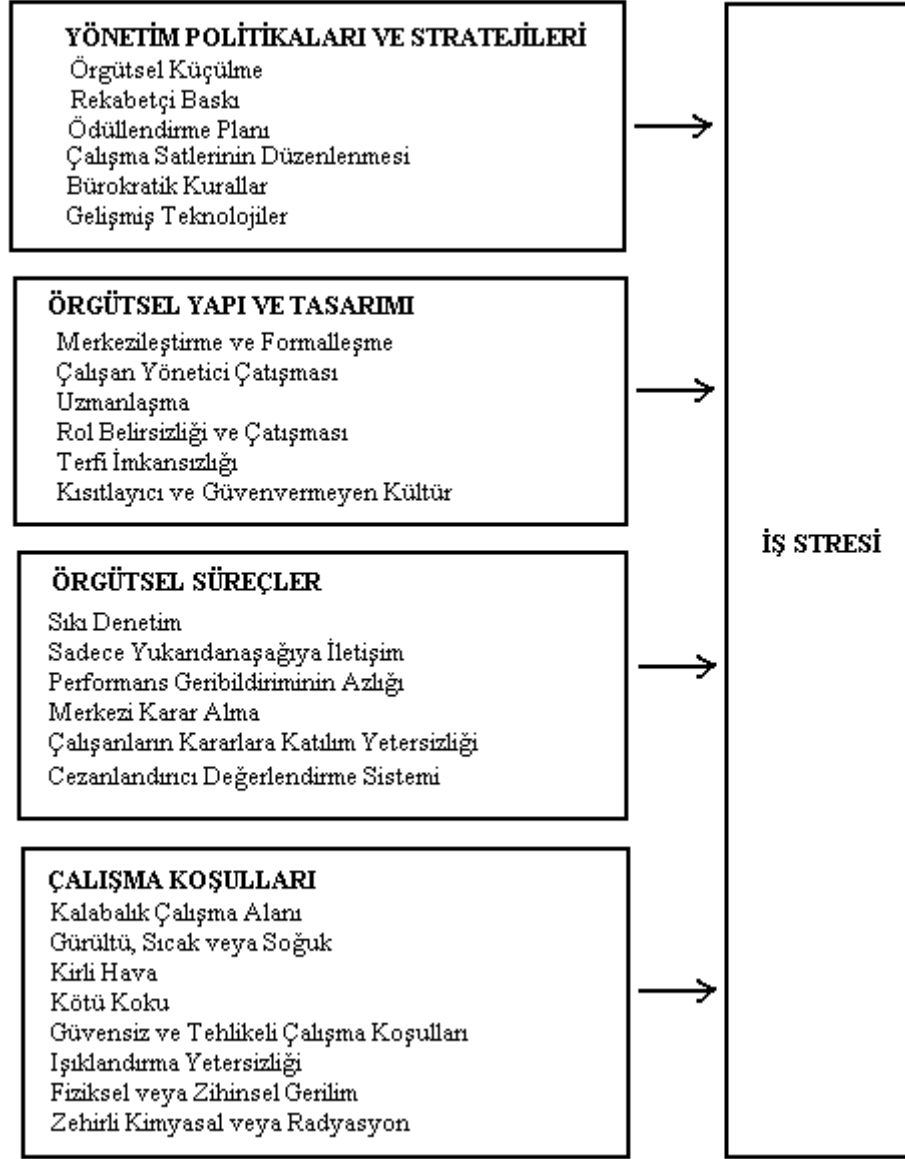 YÖNETİM POLİTİKALARI VE STRATEJİLERİ
Örgütsel Küçülme
Rekabetçi Baskı
Ödüllendirme Planı
Çalışma Satlerinin Düzenlenmesi
Bürokratik Kurallar
Gelişmiş Teknolojiler
ÖRGÜTSEL YAPI VE TASARIMI
Merkezileştirme ve Formalleşme
Çalışan Yönetici Çatışması
Uzmanlaşma
Rol Belirsizliği ve Çatışması
Terfi İmkansızlığı
Kısıtlayıcı ve Güvenvermeyen Kültür
ÖRGÜTSEL SÜREÇLER
Sıkı Denetim
Sadece Yukarıdanaşağıya İletişim
Performans Geribildiriminin Azlığı
Merkezi Karar Alma
Çalışanların Kararlara Katılım Yetersizliği
Cezanlandırıcı Değerlendirme Sistemi
ÇALIŞMA KOŞULLARI
Kalabalık Çalışma Alanı
Gürültü, Sıcak veya Soğuk
Kirli Hava
Kötü Koku
Güvensiz ve Tehlikeli Çalışma Koşulları
Işıklandırma Yetersizliği
Fiziksel veya Zihinsel Gerilim
Zehirli Kimyasal veya Radyasyon
İŞ STRESİ